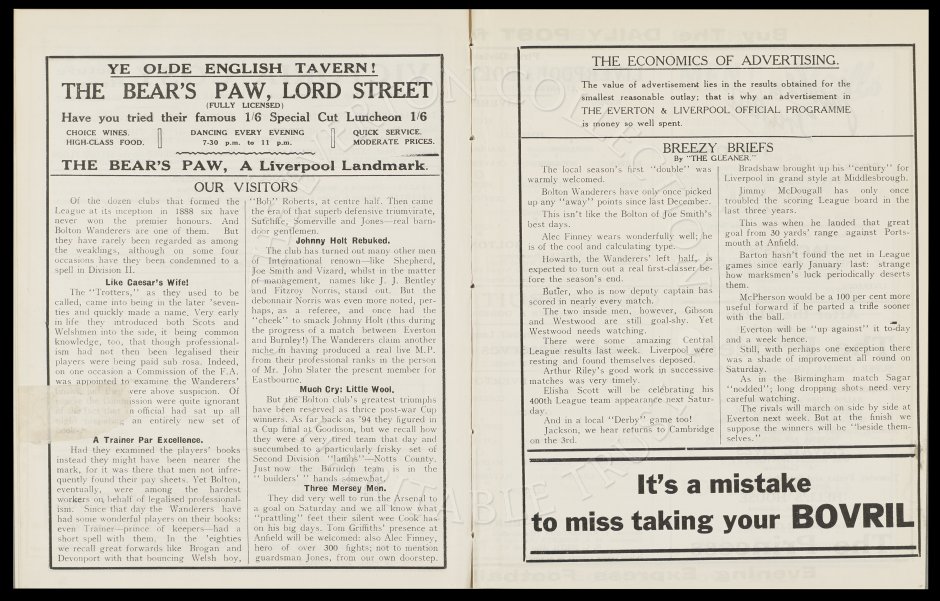 YE OLDE ENGLISH TAVERN!
THE BEAR'S PAW, LORD STREET
(FULLY LICENSED)
Have you tried their famous 1/6 Special Cut Luncheon 1/6
CHOICE WINES.
HIGH-CLASS FOOD.
DANCING EVERY EVENING
7-30 p.m. to 11 p.m.
QUICK SERVICE.
MODERATE PRICES.
THE BEAR'S PAW, A Liverpool Landmark.
OUR VISITORS
Of the dozen clubs that formed the
League at its inception in 1888 six have
never won the premier honours. And
Bolton Wanderers are one of them. But
they have rarely been regarded as among
the weaklings, although on some four
occasions have they been condemned to a
spell in Division II.
Like Caesar's Wife!
The "Trotters," as they used to be
called, came into being in the later 'seven-
ties and quickly made a name. Very early
in life they introduced both Scots and
Welshmen into the side, it being common
knowledge, too, that though professional-
ism had not then been legalised their
players were being paid sub rosa. Indeed,
on one occasion a Commission of the F.A.
was appointed to examine the Wanderers'
were above suspicion. Of
ission were quite ignorant
official had sat up all
an entirely new set of
A Trainer Par Excellence.
Had they examined the players' books
instead they might have been nearer the
mark, for it was there that men not infre-
quently found their pay sheets. Yet Bolton,
eventually, were among the hardest
workers on behalf of legalised professional-
ism. Since that day the Wanderers have
had some wonderful players on their books:
even Trainer—prince of keepers—had a
short spell with them. In the 'eighties
we recall great forwards like Brogan and
Devonport with that bouncing Welsh boy,
"Bob" Roberts, at centre half. Then came
the era of that superb defensive triumvirate,
Sutcliffe, Somerville and Jones—real barn-
door gentlemen.
Johnny Holt Rebuked.
The club has turned out many other men
of International renown—like Shepherd,
Joe Smith and Vizard, whilst in the matter
of management, names like J. J. Bentley
and Fitzroy Norris, stand out. But the
debonnair Norris was even more noted, per-
haps, as a referee, and once had the
"cheek" to smack Johnny Holt (this during
the progress of a match between Everton
and Burnley!) The Wanderers claim another
niche in having produced a real live M.P.
from their professional ranks in the person
of Mr. John Slater the present member for
Eastbourne.
Much Cry: Little Wool.
But the Bolton club's greatest triumphs
have been reserved as thrice post-war Cup
winners. As far back as '94 they figured in
a Cup final at Goodison, but we recall how
they were a very tired team that day and
succumbed to a particularly frisky set of
Second Division "lambs"—Notts County.
Just now the Burnden team is in the
"builders'" hands somewhat.
Three Mersey Men.
They did very well to run the Arsenal to
a goal on Saturday and we all know what
"prattling" feet their silent wee Cook has
on his big days. Tom Griffiths' presence at
Anfield will be welcomed: also Alec Finney,
hero of over 300 fights; not to mention
guardsman Jones, from our own doorstep.
THE ECONOMICS OF ADVERTISING.
The value of advertisement lies in the results obtained for the
smallest reasonable outlay; that is why an advertisement in
THE EVERTON & LIVERPOOL OFFICIAL PROGRAMME
is money so well spent.
BREEZY BRIEFS
By "THE GLEANER."
The local season's first "double" was
warmly welcomed.
Bolton Wanderers have only once picked
up any "away" points since last December.
This isn't like the Bolton of Joe Smith's
best days.
Alec Finney wears wonderfully well; he
is of the cool and calculating type.
Howarth, the Wanderers' left half, is
expected to turn out a real first-classer be-
fore the season's end.
Butler, who is now deputy captain has
scored in nearly every match.
The two inside men, however, Gibson
and Westwood are still goal-shy. Yet
Westwood needs watching.
There were some amazing Central
League results last week. Liverpool were
resting and found themselves deposed.
Arthur Riley's good work in successive
matches was very timely.
Elisha Scott will be celebrating his
400th League team appearance next Satur-
day.
And in a local "Derby" game too!
Jackson, we hear returns to Cambridge
on the 3rd.
Bradshaw brought up his "century" for
Liverpool in grand style at Middlesbrough.
Jimmy McDougall has only once
troubled the scoring League board in the
last three years.
This was when he landed that great
goal from 30 yards' range against Ports-
mouth at Anfield.
Barton hasn't found the net in League
games since early January last: strange
how marksmen's luck periodically deserts
them.
McPherson would be a 100 per cent more
useful forward if he parted a trifle sooner
with the ball.
Everton will be "up against" it to-day
and a week hence.
Still, with perhaps one exception there
was a shade of improvement all round on
Saturday.
As in the Birmingham match Sagar
"nodded"; long dropping shots need very
careful watching.
The rivals will march on side by side at
Everton next week. But at the finish we
suppose the winners will be "beside them-
selves."
It's a mistake
to miss taking your BOVRIL